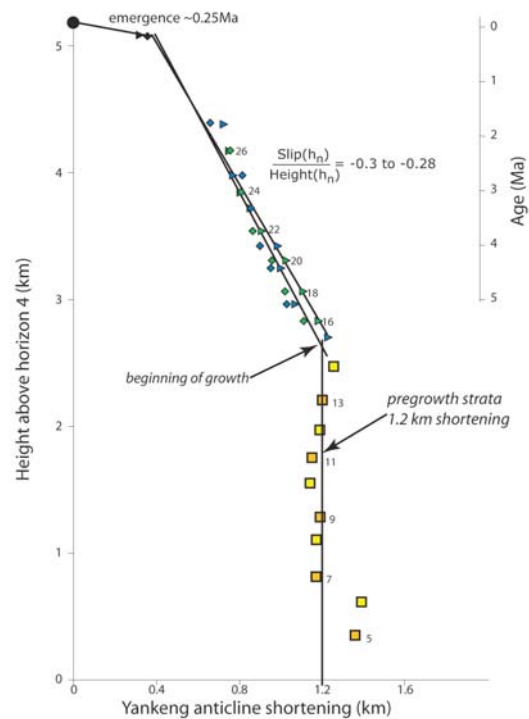 emergence ~0.25Ma
5
4
3
2
1
0
Height above horizon 4 (km)
0
1
2
3
4
5
Age (Ma)
Slip(hn)
Height(hn)
= -0.3 to -0.28
26
24
22
20
18
16
beginning of growth
pregrowth strata
1.2 km shortening
13
11
9
7
5
0
0.4
0.8
1.2
1.6
Yankeng anticline shortening (km)